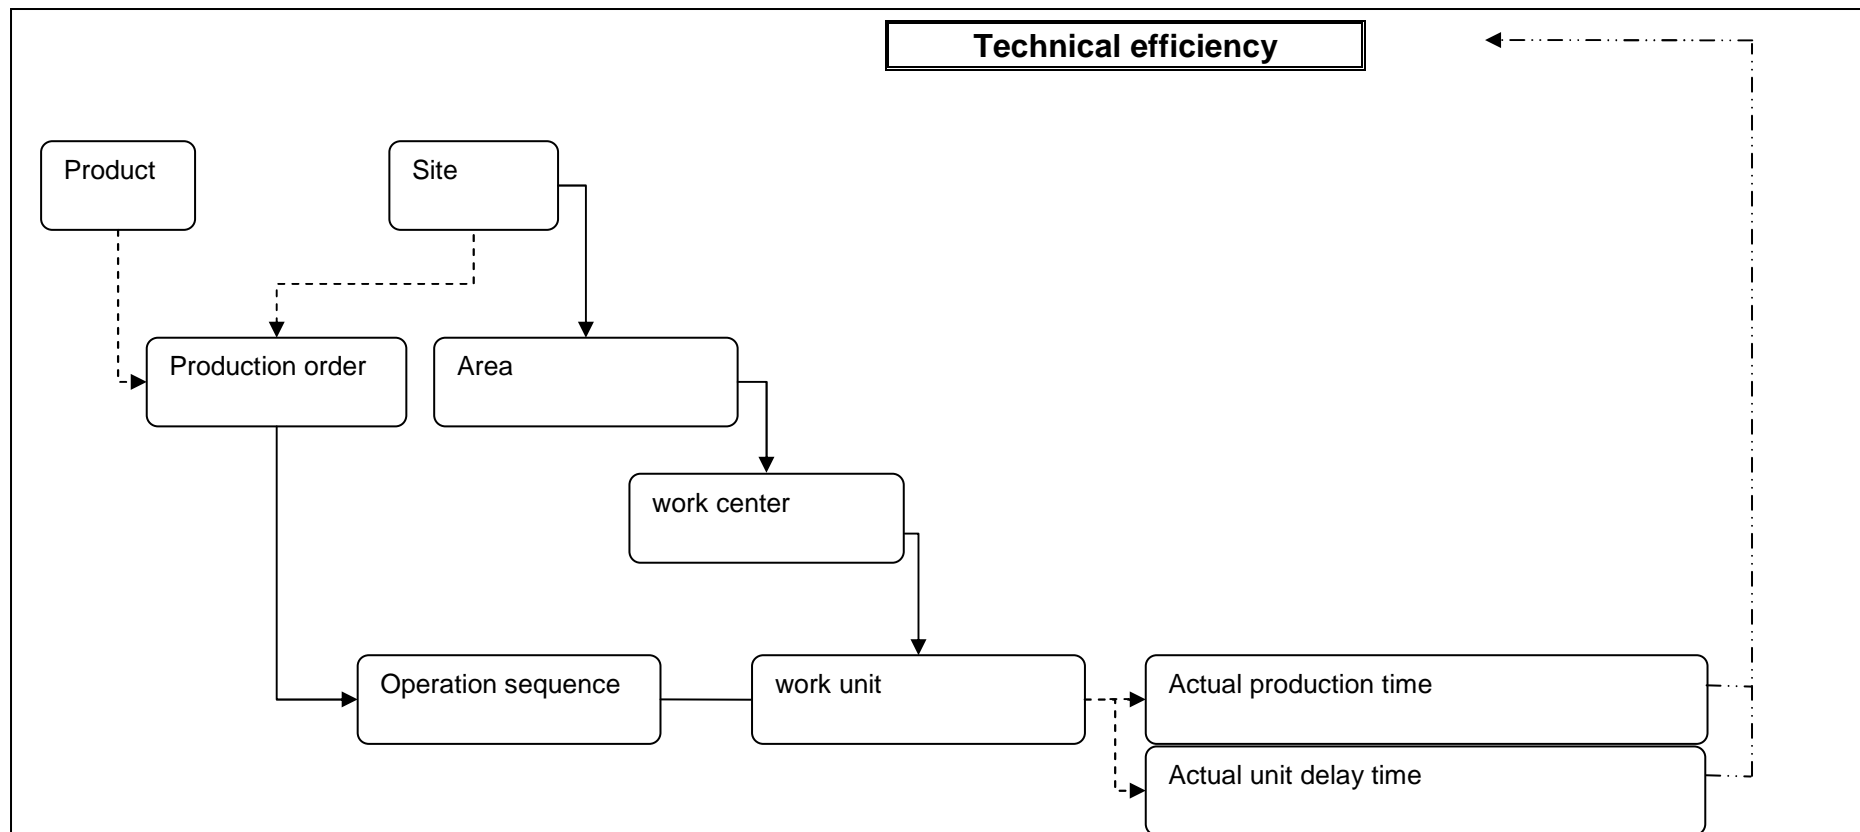 Technical efficiency
Product
Site
Production order
Area
work center
Operation sequence
work unit
Actual production time
Actual unit delay time